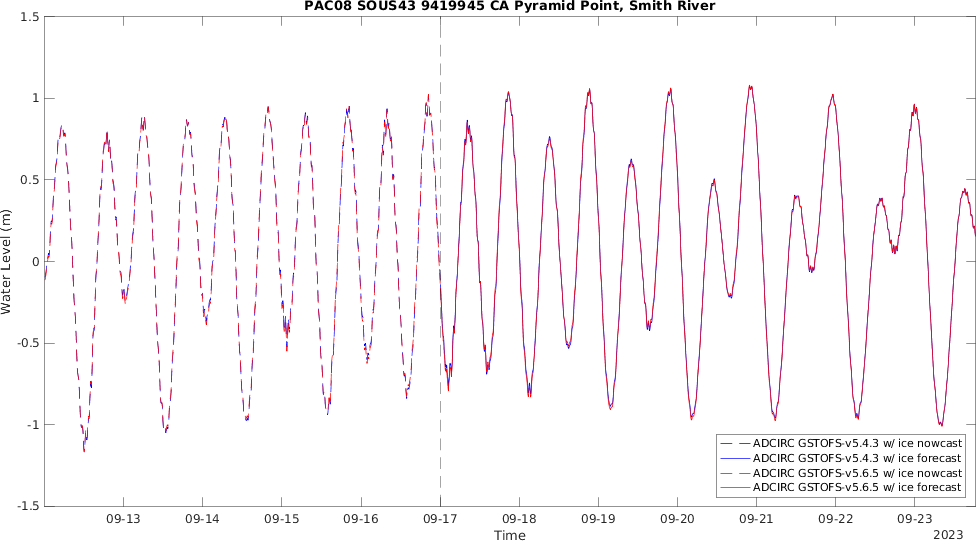 PAC08 SOUS43 9419945 CA Pyramid Point, Smith River
1.5
1
0.5
0
-0.5
-1
-1.5
Water Level (m)
ADCIRC GSTOFS-v5.4.3 w/ ice nowcast
ADCIRC GSTOFS-v5.4.3 w/ ice forecast
ADCIRC GSTOFS-v5.6.5 w/ ice nowcast
ADCIRC GSTOFS-v5.6.5 w/ ice forecast
09-13 09-14 09-15 09-16 09-17 09-18 09-19 09-20 09-21 09-22 09-23
Time
2023